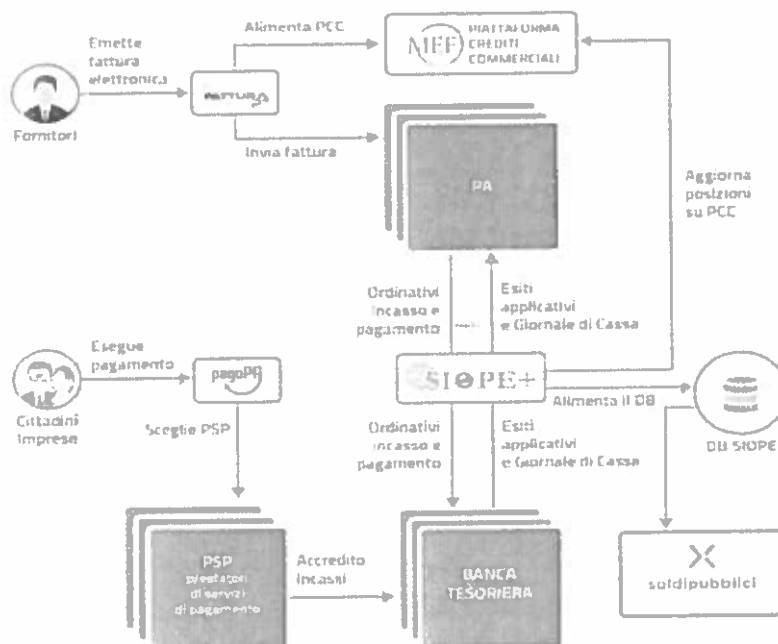 Emette
fattura
elettronica
Fornitori
Alimenta PCC
MEF
PIATTAFORMA
CREDITI
COMMERCIALI
Invia fattura
PA
Aggiorna
posizioni
su PCC
Ordinativi
incasso e
pagamento
Esiti
applicativi
e Giornale di Cassa
Esegue
pagamento
Cittadini
Imprese
pagoPA
Sceglie PSP
SIOPE+
Alimenta il DB
DB SIOPE
Ordinativi
incasso e
pagamento
Esiti
applicativi
e Giornale di Cassa
PSP
prestatori
di servizi
di pagamento
Accredito
incassi
BANCA
TESORIERA
soldipubblici